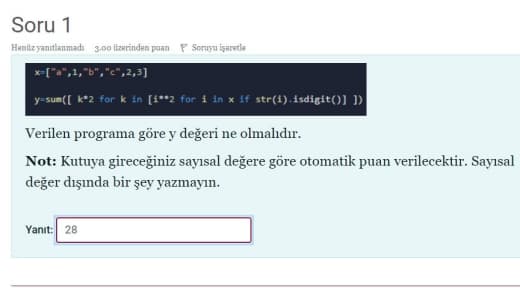 Soru 1
Henüz yanıtlanmadı 3.00 üzerinden puan Soruyu işaretle
x=["a",1,"b","c",2,3]
y=sum([ k*2 for k in [i**2 for i in x if str(i).isdigit()] ])
Verilen programa göre y değeri ne olmalıdır.
Not: Kutuya gireceğiniz sayısal değere göre otomatik puan verilecektir. Sayısal
değer dışında bir şey yazmayın.
Yanıt: 28